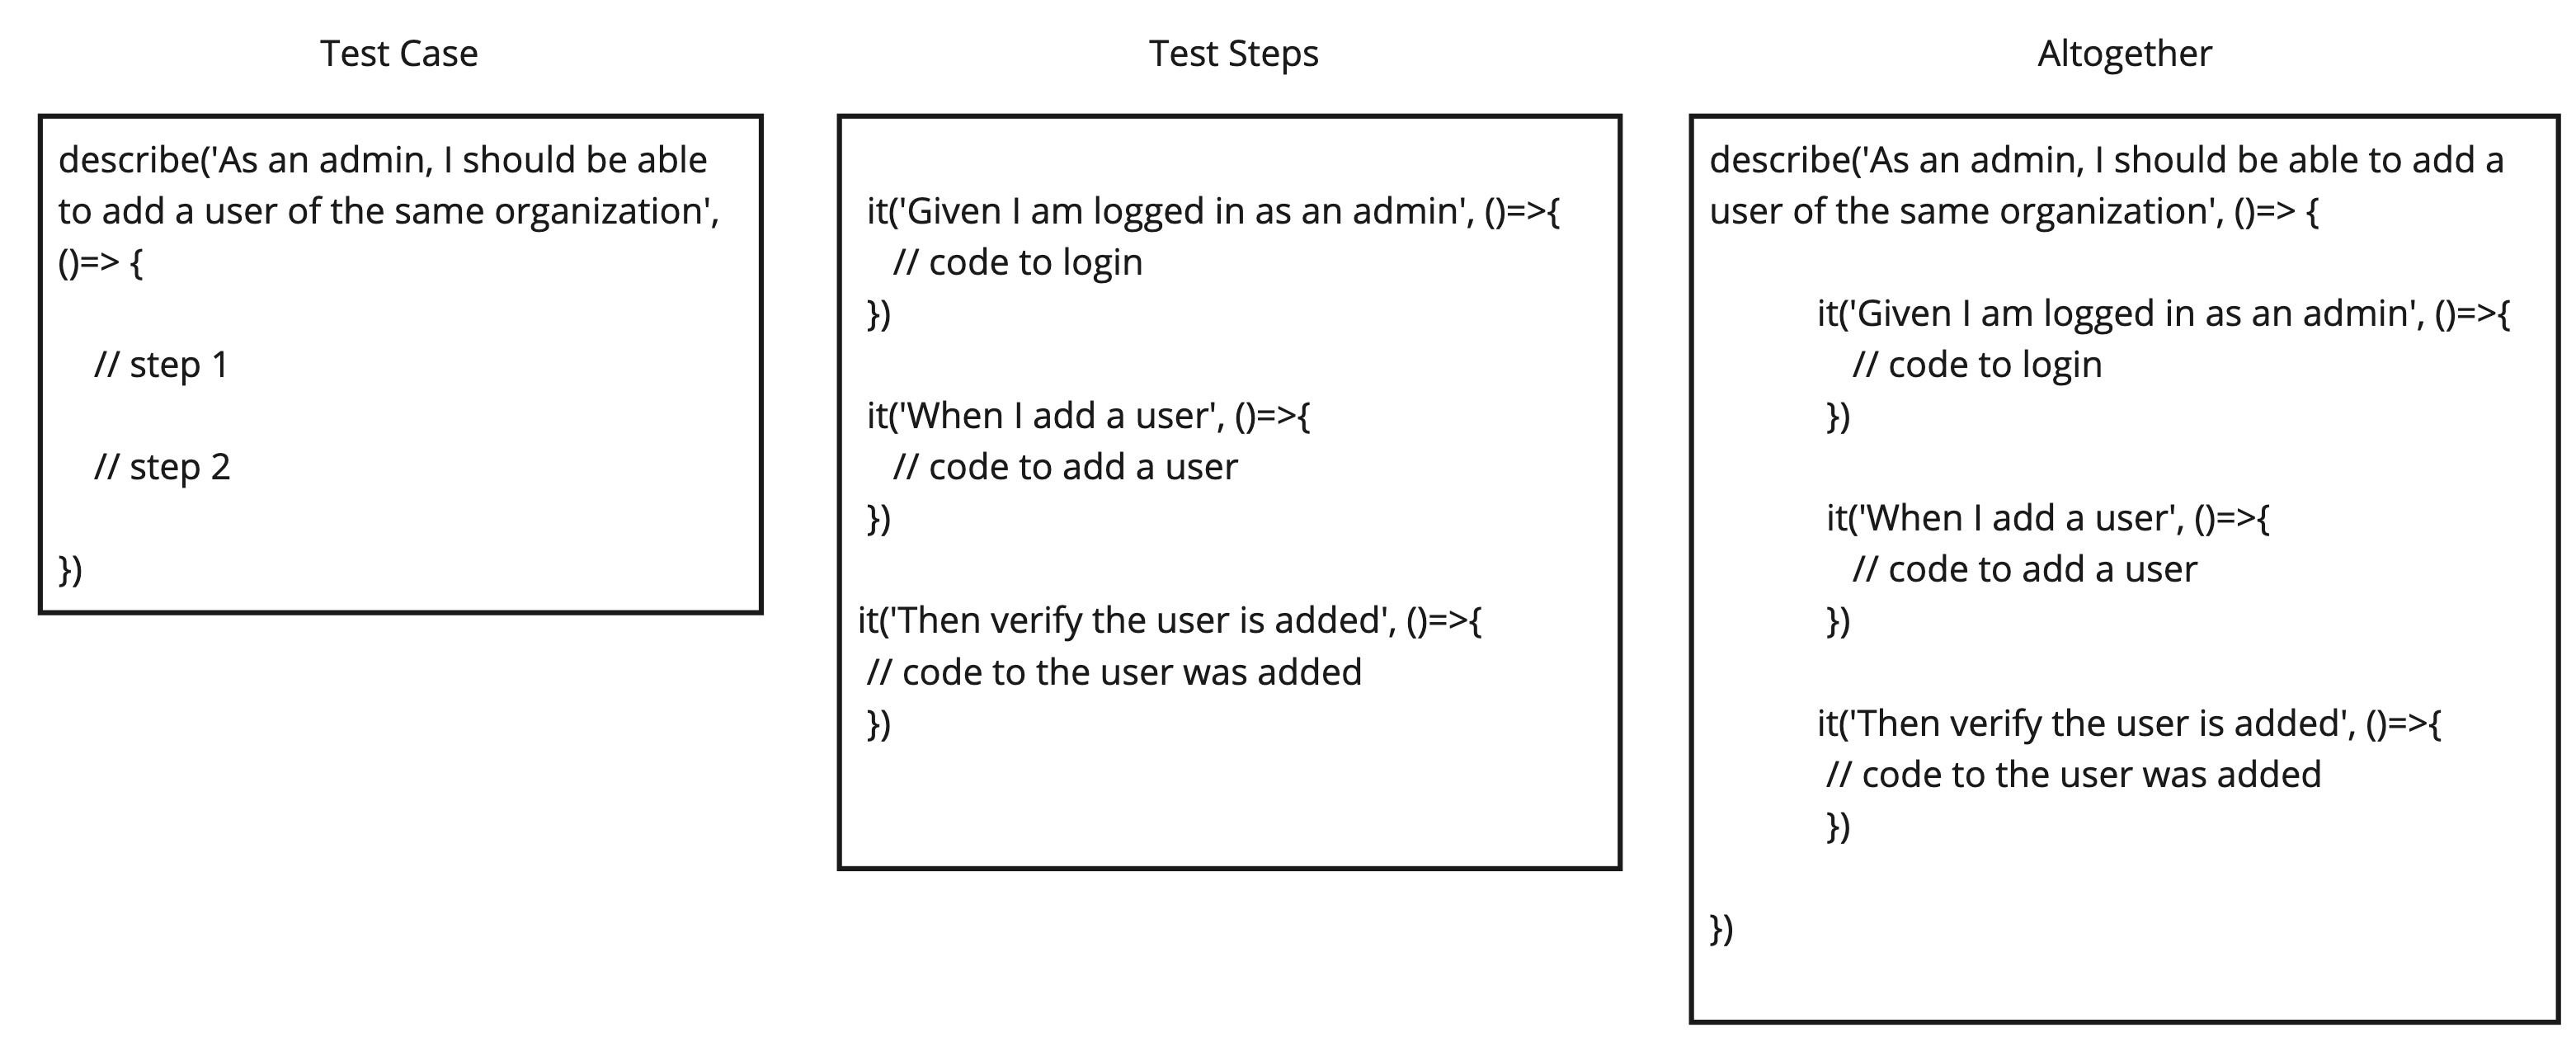 Test Case
describe('As an admin, I should be able
to add a user of the same organization',
()=> {
// step 1
// step 2
})
Test Steps
it('Given I am logged in as an admin', ()=>{
// code to login
})
it('When I add a user', ()=>{
// code to add a user
})
it('Then verify the user is added', ()=>{
// code to the user was added
})
Altogether
describe('As an admin, I should be able to add a
user of the same organization', ()=> {
it('Given I am logged in as an admin', ()=>{
// code to login
})
it('When I add a user', ()=>{
// code to add a user
})
it('Then verify the user is added', ()=>{
// code to the user was added
})
})